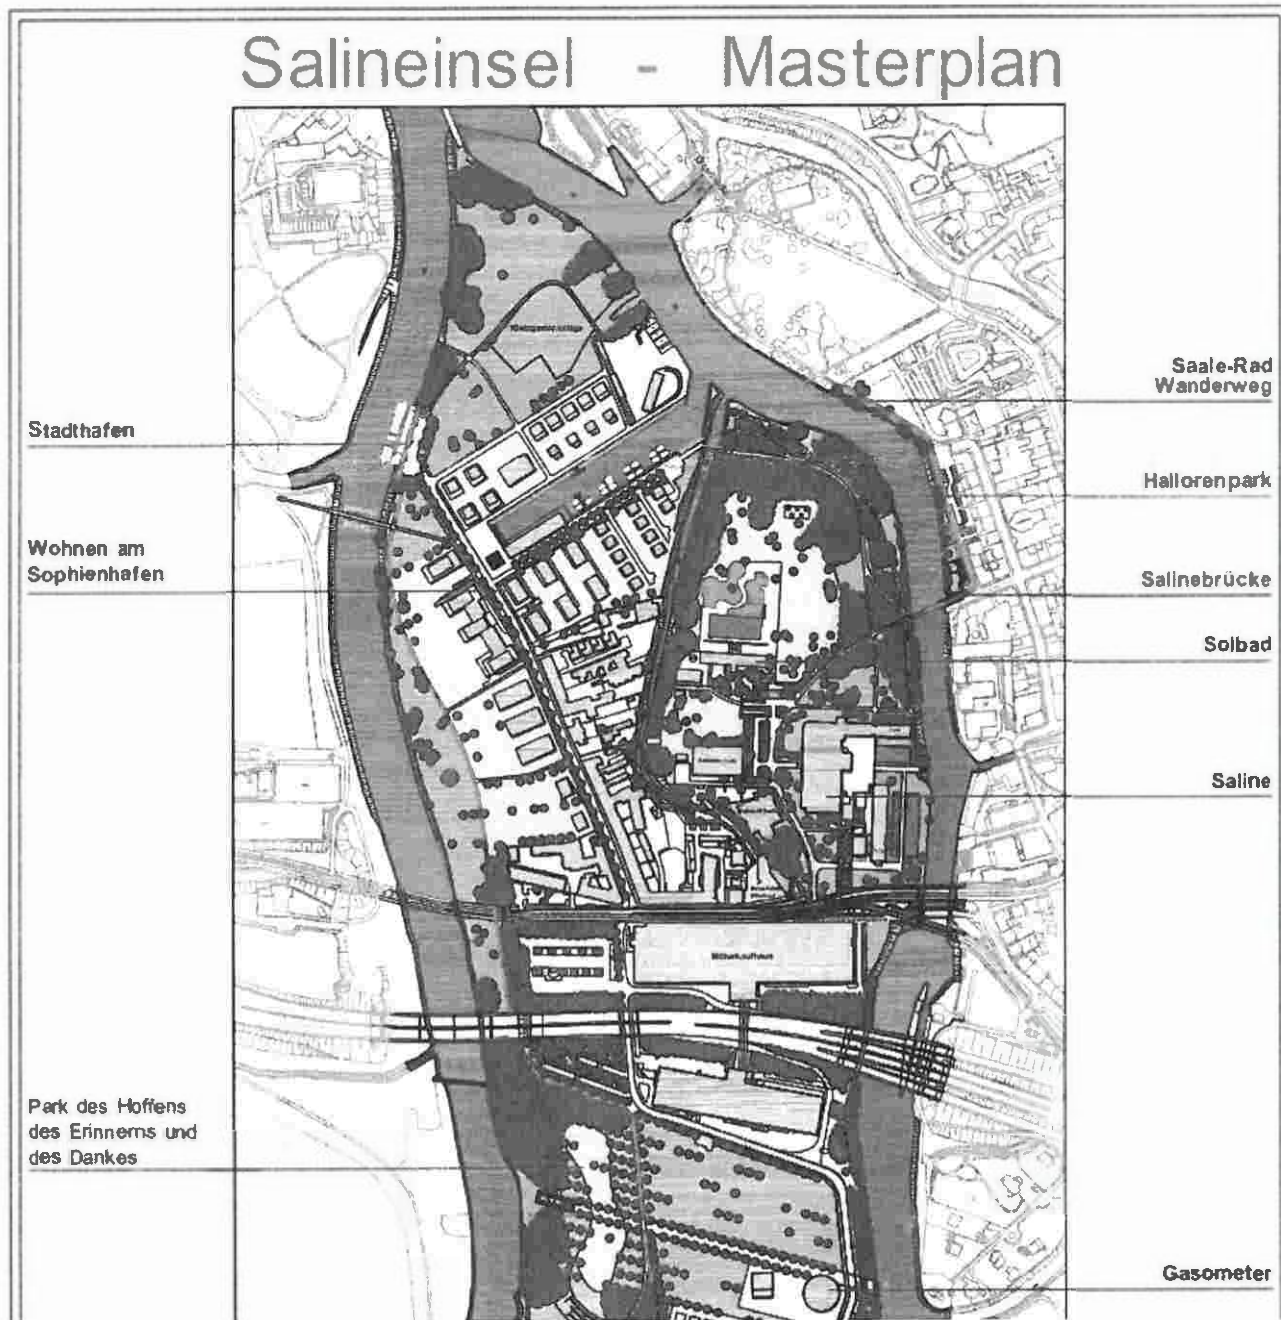 Salineinsel - Masterplan
Stadthafen
Wohnen am
Sophienhafen
Park des Hoffens
des Erinnerns und
des Dankes
Saale-Rad
Wanderweg
Hallorenpark
Salinebrücke
Solbad
Saline
Gasometer